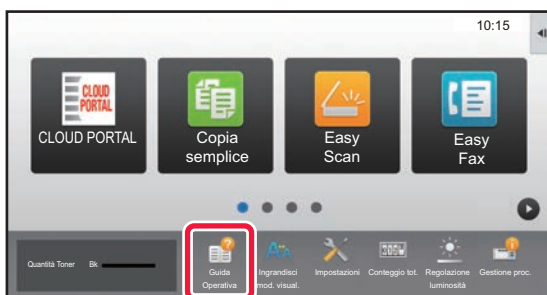 10:15
CLOUD
PORTAL
CLOUD PORTAL
Copia
semplice
Easy
Scan
Easy
Fax
Quantità Toner Bk
Guida
Operativa
Ingrandisci
mod. visual.
Impostazioni
Conteggio tot.
Regolazione
luminosità
Gestione proc.